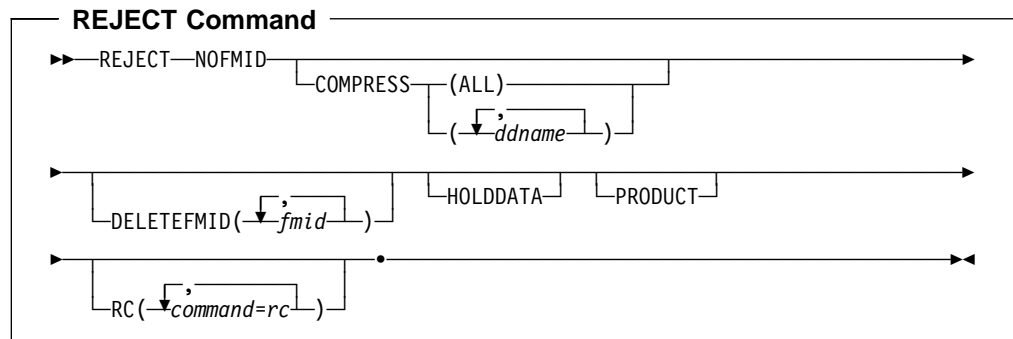 REJECT Command
REJECT NOFMID
COMPRESS (ALL)
,
( ddname )
,
DELETEFMID( fmid )
HOLDDATA PRODUCT
,
RC( command=rc )